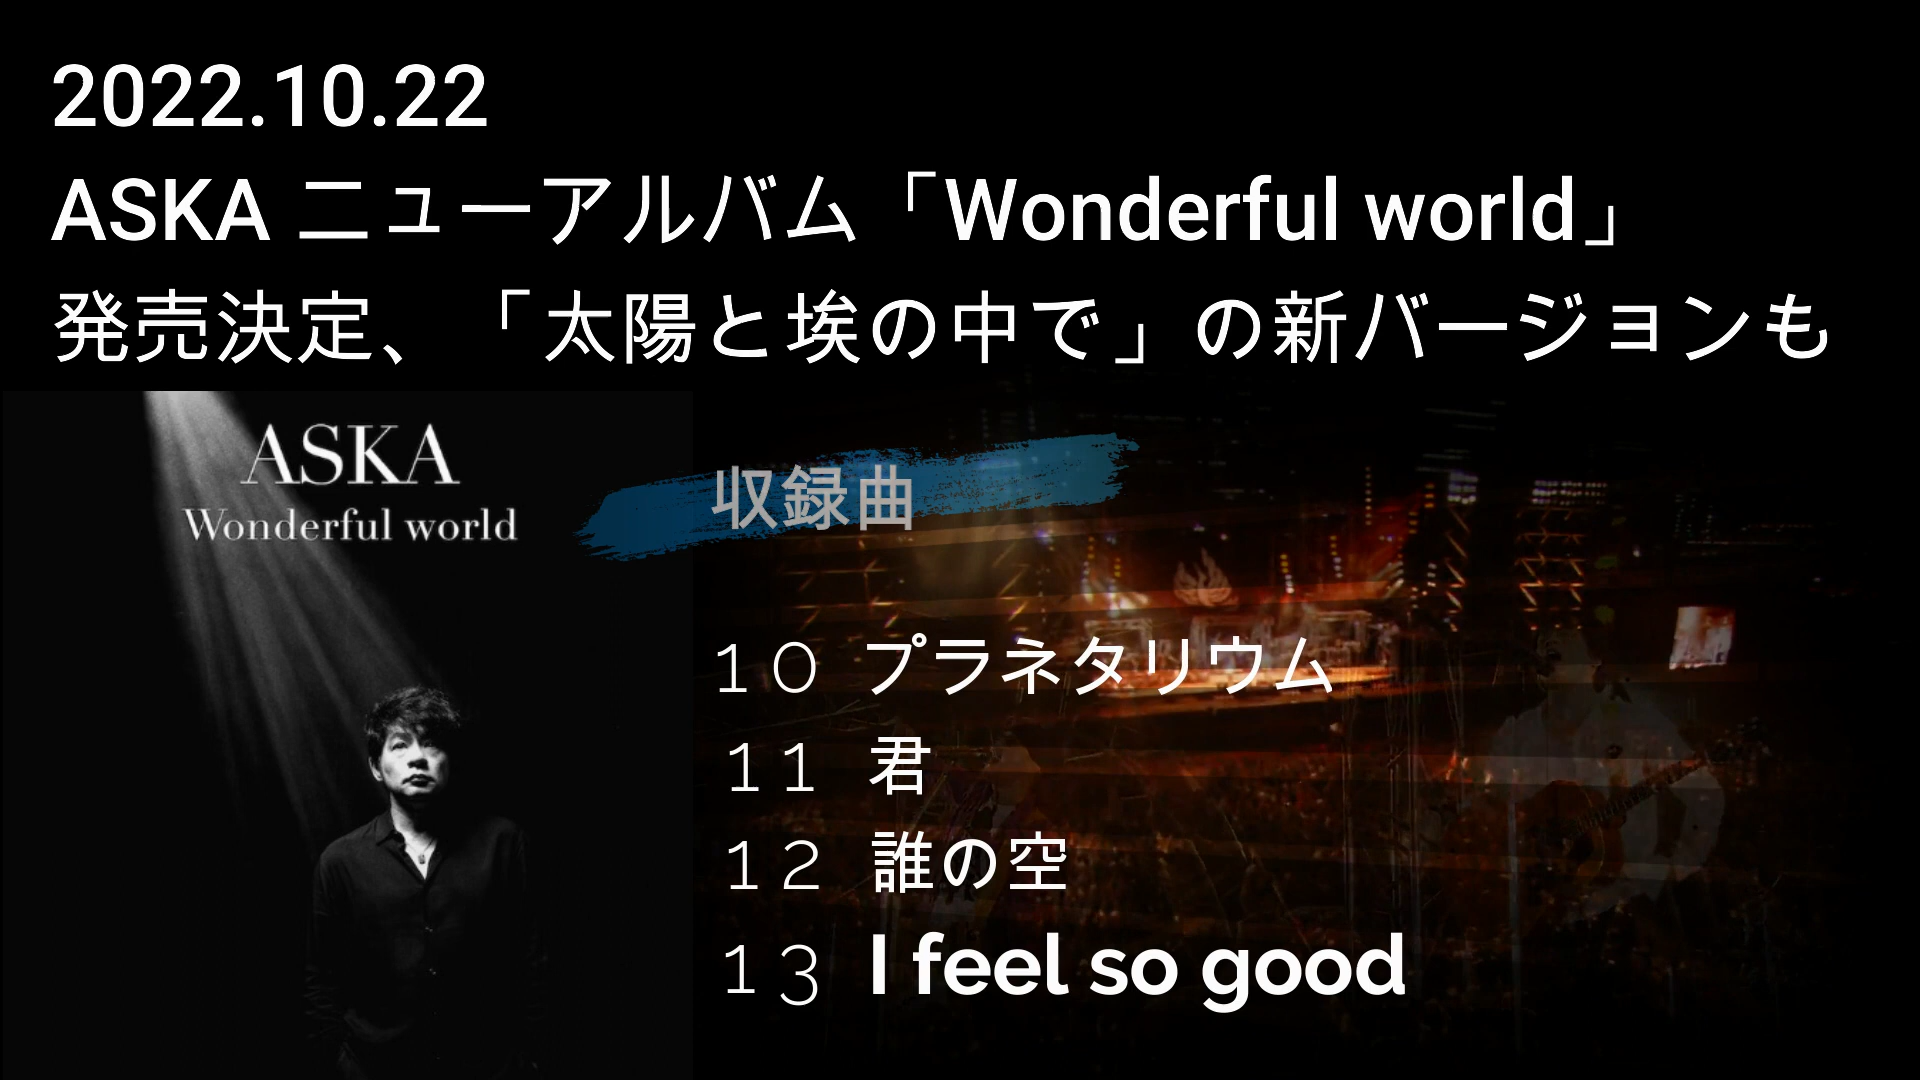 2022.10.22
ASKA ニューアルバム「Wonderful world」
発売決定、「太陽と埃の中で」の新バージョンも
ASKA
Wonderful world
収録曲
10 プラネタリウム
11 君
12 誰の空
13 I feel so good